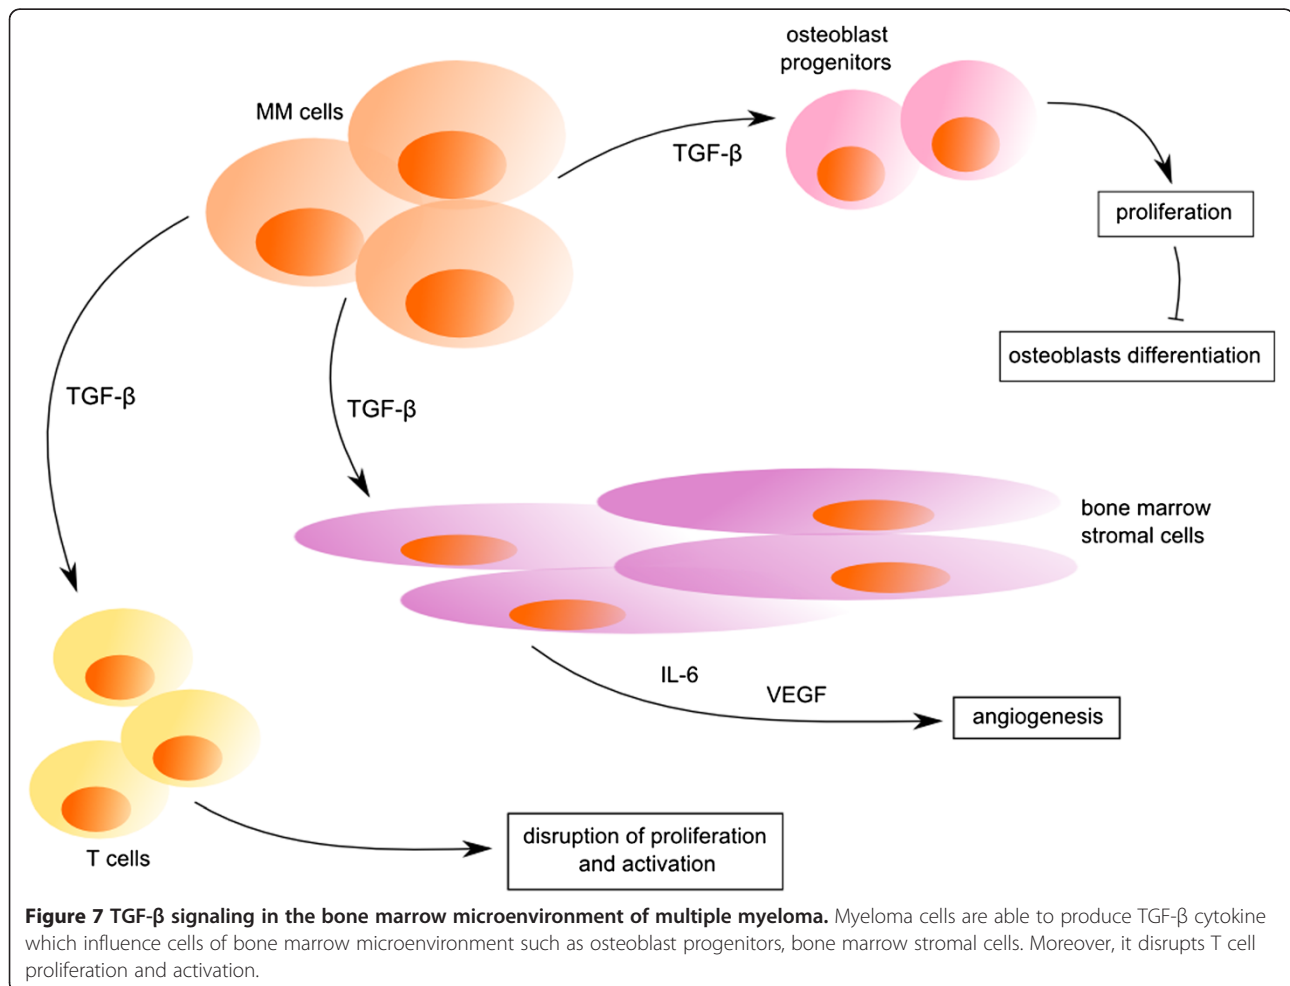 osteoblast
progenitors
MM cells
TGF-β
proliferation
osteoblasts differentiation
TGF-β
TGF-β
bone marrow
stromal cells
IL-6
VEGF
angiogenesis
disruption of proliferation
and activation
T cells
Figure 7 TGF-β signaling in the bone marrow microenvironment of multiple myeloma. Myeloma cells are able to produce TGF-β cytokine
which influence cells of bone marrow microenvironment such as osteoblast progenitors, bone marrow stromal cells. Moreover, it disrupts T cell
proliferation and activation.